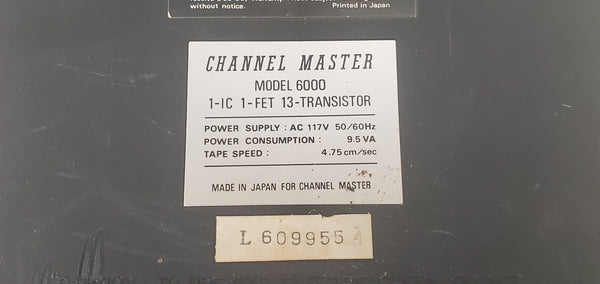 without notice.
Printed in Japan
CHANNEL MASTER
MODEL 6000
1-IC 1-FET 13-TRANSISTOR
POWER SUPPLY : AC 117V 50/60Hz
POWER CONSUMPTION : 9.5 VA
TAPE SPEED : 4.75 cm/sec
MADE IN JAPAN FOR CHANNEL MASTER
L 609955